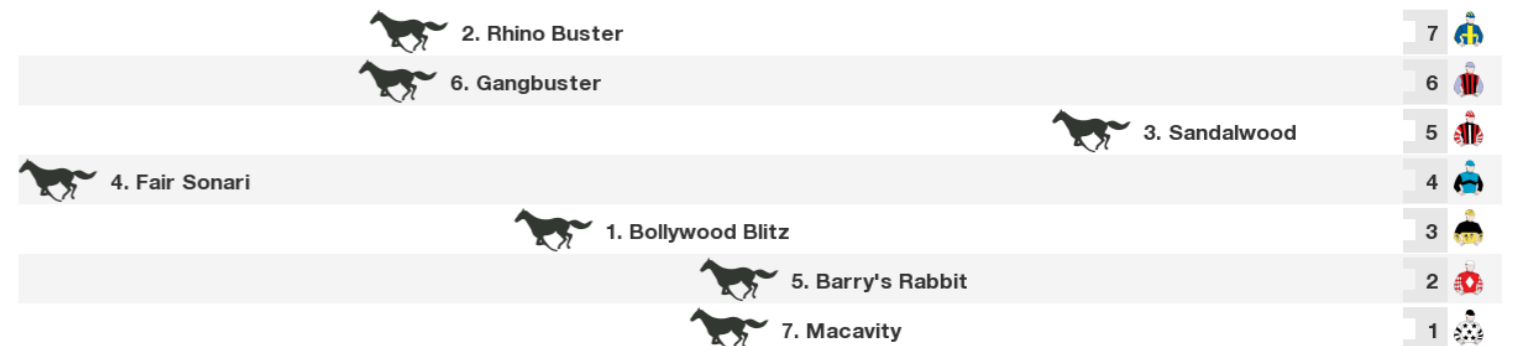 2. Rhino Buster 7
6. Gangbuster 6
3. Sandalwood 5
4. Fair Sonari 4
1. Bollywood Blitz 3
5. Barry's Rabbit 2
7. Macavity 1